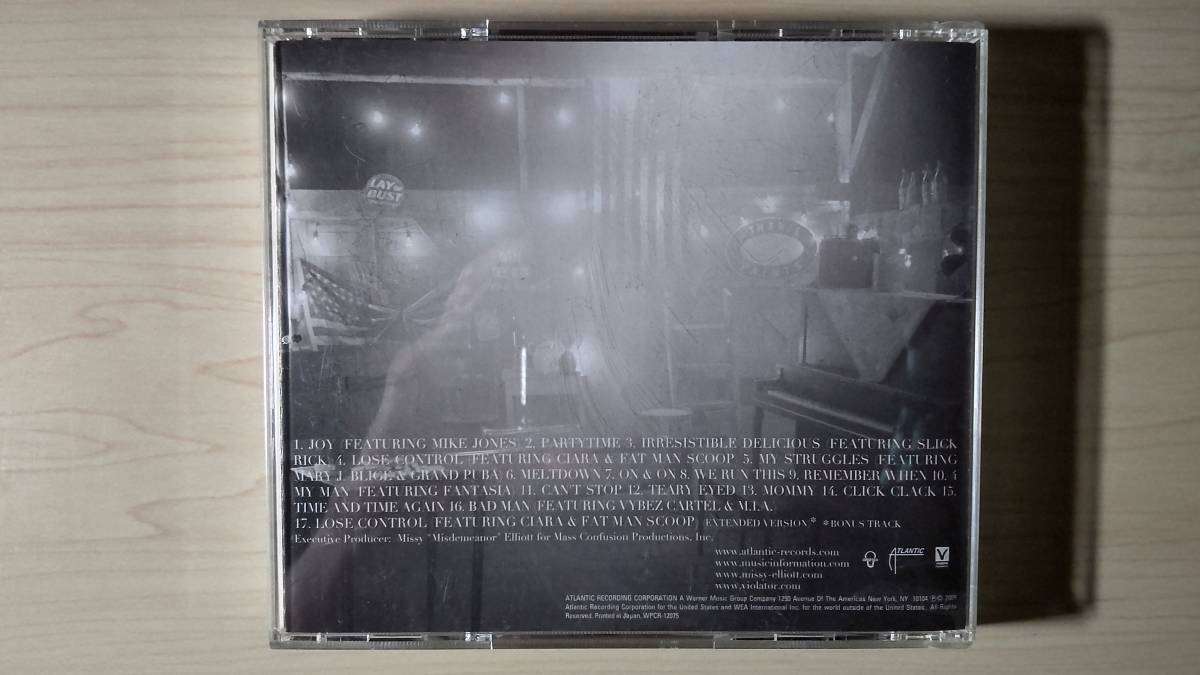 LAY
BUST
1. JOY [FEATURING MIKE JONES] 2. PARTYTIME 3. IRRESISTIBLE DELICIOUS [FEATURING SLICK
RICK] 4. LOSE CONTROL [FEATURING CIARA & FAT MAN SCOOP] 5. MY STRUGGLES [FEATURING
MARY J. BLIGE & GRAND PUBA] 6. MELTDOWN 7. ON & ON 8. WE RUN THIS 9. REMEMBER WHEN 10. 4
MY MAN [FEATURING FANTASIA] 11. CAN'T STOP 12. TEARY EYED 13. MOMMY 14. CLICK CLACK 15.
TIME AND TIME AGAIN 16. BAD MAN [FEATURING VYBEZ CARTEL & M.I.A.]
17. LOSE CONTROL [FEATURING CIARA & FAT MAN SCOOP] EXTENDED VERSION* *BONUS TRACK
Executive Producer: Missy "Misdemeanor" Elliott for Mass Confusion Productions, Inc.
www.atlantic-records.com
www.musicinformation.com
www.missy-elliott.com
www.violator.com
ATLANTIC
ATLANTIC RECORDING CORPORATION A Warner Music Group Company 1290 Avenue Of The Americas New York, NY 10104 ℗ © 2005
Atlantic Recording Corporation for the United States and WEA International Inc. for the world outside of the United States. All Rights
Reserved. Printed in Japan. WPCR-12075